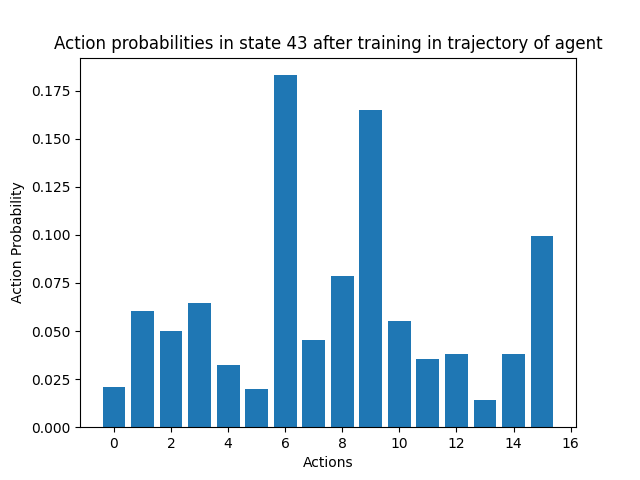 Action probabilities in state 43 after training in trajectory of agent
0.175
0.150
0.125
0.100
0.075
0.050
0.025
0.000
Action Probability
0 2 4 6 8 10 12 14 16
Actions